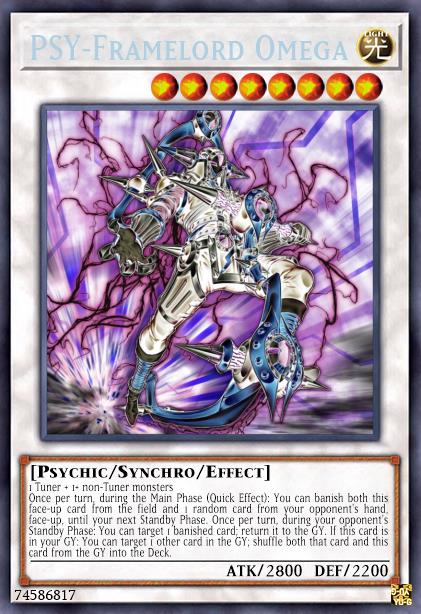 PSY-Framelord Omega
LIGHT
光
[Psychic/Synchro/Effect]
1 Tuner + 1+ non-Tuner monsters
Once per turn, during the Main Phase (Quick Effect): You can banish both this
face-up card from the field and 1 random card from your opponent's hand,
face-up, until your next Standby Phase. Once per turn, during your opponent's
Standby Phase: You can target 1 banished card; return it to the GY. If this card is
in your GY: You can target 1 other card in the GY; shuffle both that card and this
card from the GY into the Deck.
ATK/2800 DEF/2200
74586817